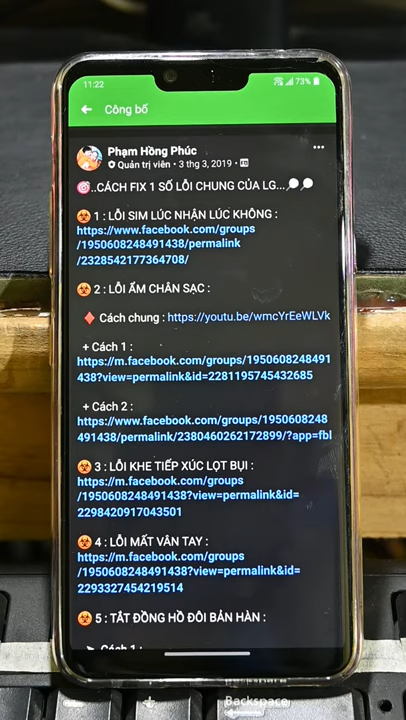 11:22
73%
Công bố
Phạm Hồng Phúc
Quản trị viên • 3 thg 3, 2019 •
..CÁCH FIX 1 SỐ LỖI CHUNG CỦA LG...
1 : LỖI SIM LÚC NHẬN LÚC KHÔNG :
https://www.facebook.com/groups
/1950608248491438/permalink
/2328542177364708/
2 : LỖI ẨM CHÂN SẠC :
Cách chung : https://youtu.be/wmcYrEeWLVk
+ Cách 1 :
https://m.facebook.com/groups/1950608248491
438?view=permalink&id=2281195745432685
+ Cách 2 :
https://www.facebook.com/groups/1950608248
491438/permalink/2380460262172899/?app=fbl
3 : LỖI KHE TIẾP XÚC LỌT BỤI :
https://m.facebook.com/groups
/1950608248491438?view=permalink&id=
2298420917043501
4 : LỖI MẤT VÂN TAY :
https://m.facebook.com/groups
/1950608248491438?view=permalink&id=
2293327454219514
5 : TẮT ĐỒNG HỒ ĐÔI BẢN HÀN :
Cách 1 :
Backspace